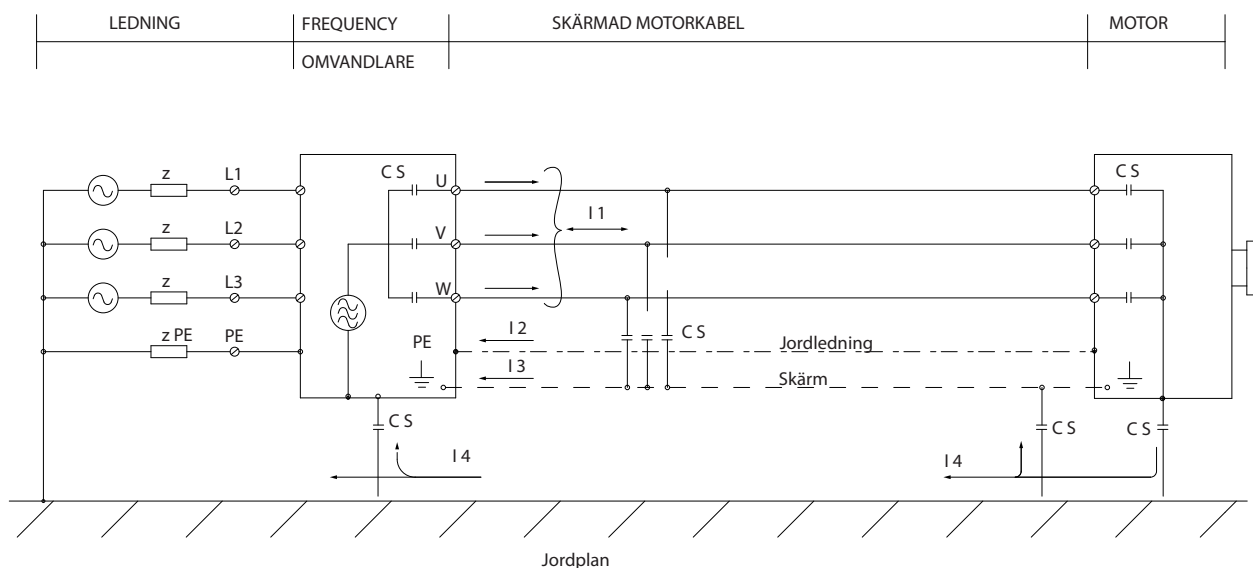 LEDNING
FREQUENCY
OMVANDLARE
SKÄRMAD MOTORKABEL
MOTOR
z L1
C S U
C S
I 1
z L2
V
z L3
W
z PE PE
PE
I 2
C S
Jordledning
I 3
Skärm
C S
C S
C S
I 4
I 4
Jordplan